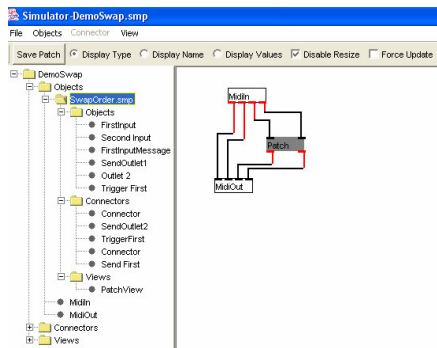 Simulator-DemoSwap.smp
File Objects Connector View
Save Patch Display Type Display Name Display Values Disable Resize Force Update
DemoSwap
Objects
SwapOrder.smp
Objects
FirstInput
Second Input
FirstInputMessage
SendOutlet1
Outlet 2
Trigger First
Connectors
Connector
SendOutlet2
TriggerFirst
Connector
Send First
Views
PatchView
MidiIn
MidiOut
Connectors
Views
MidiIn
Patch
MidiOut